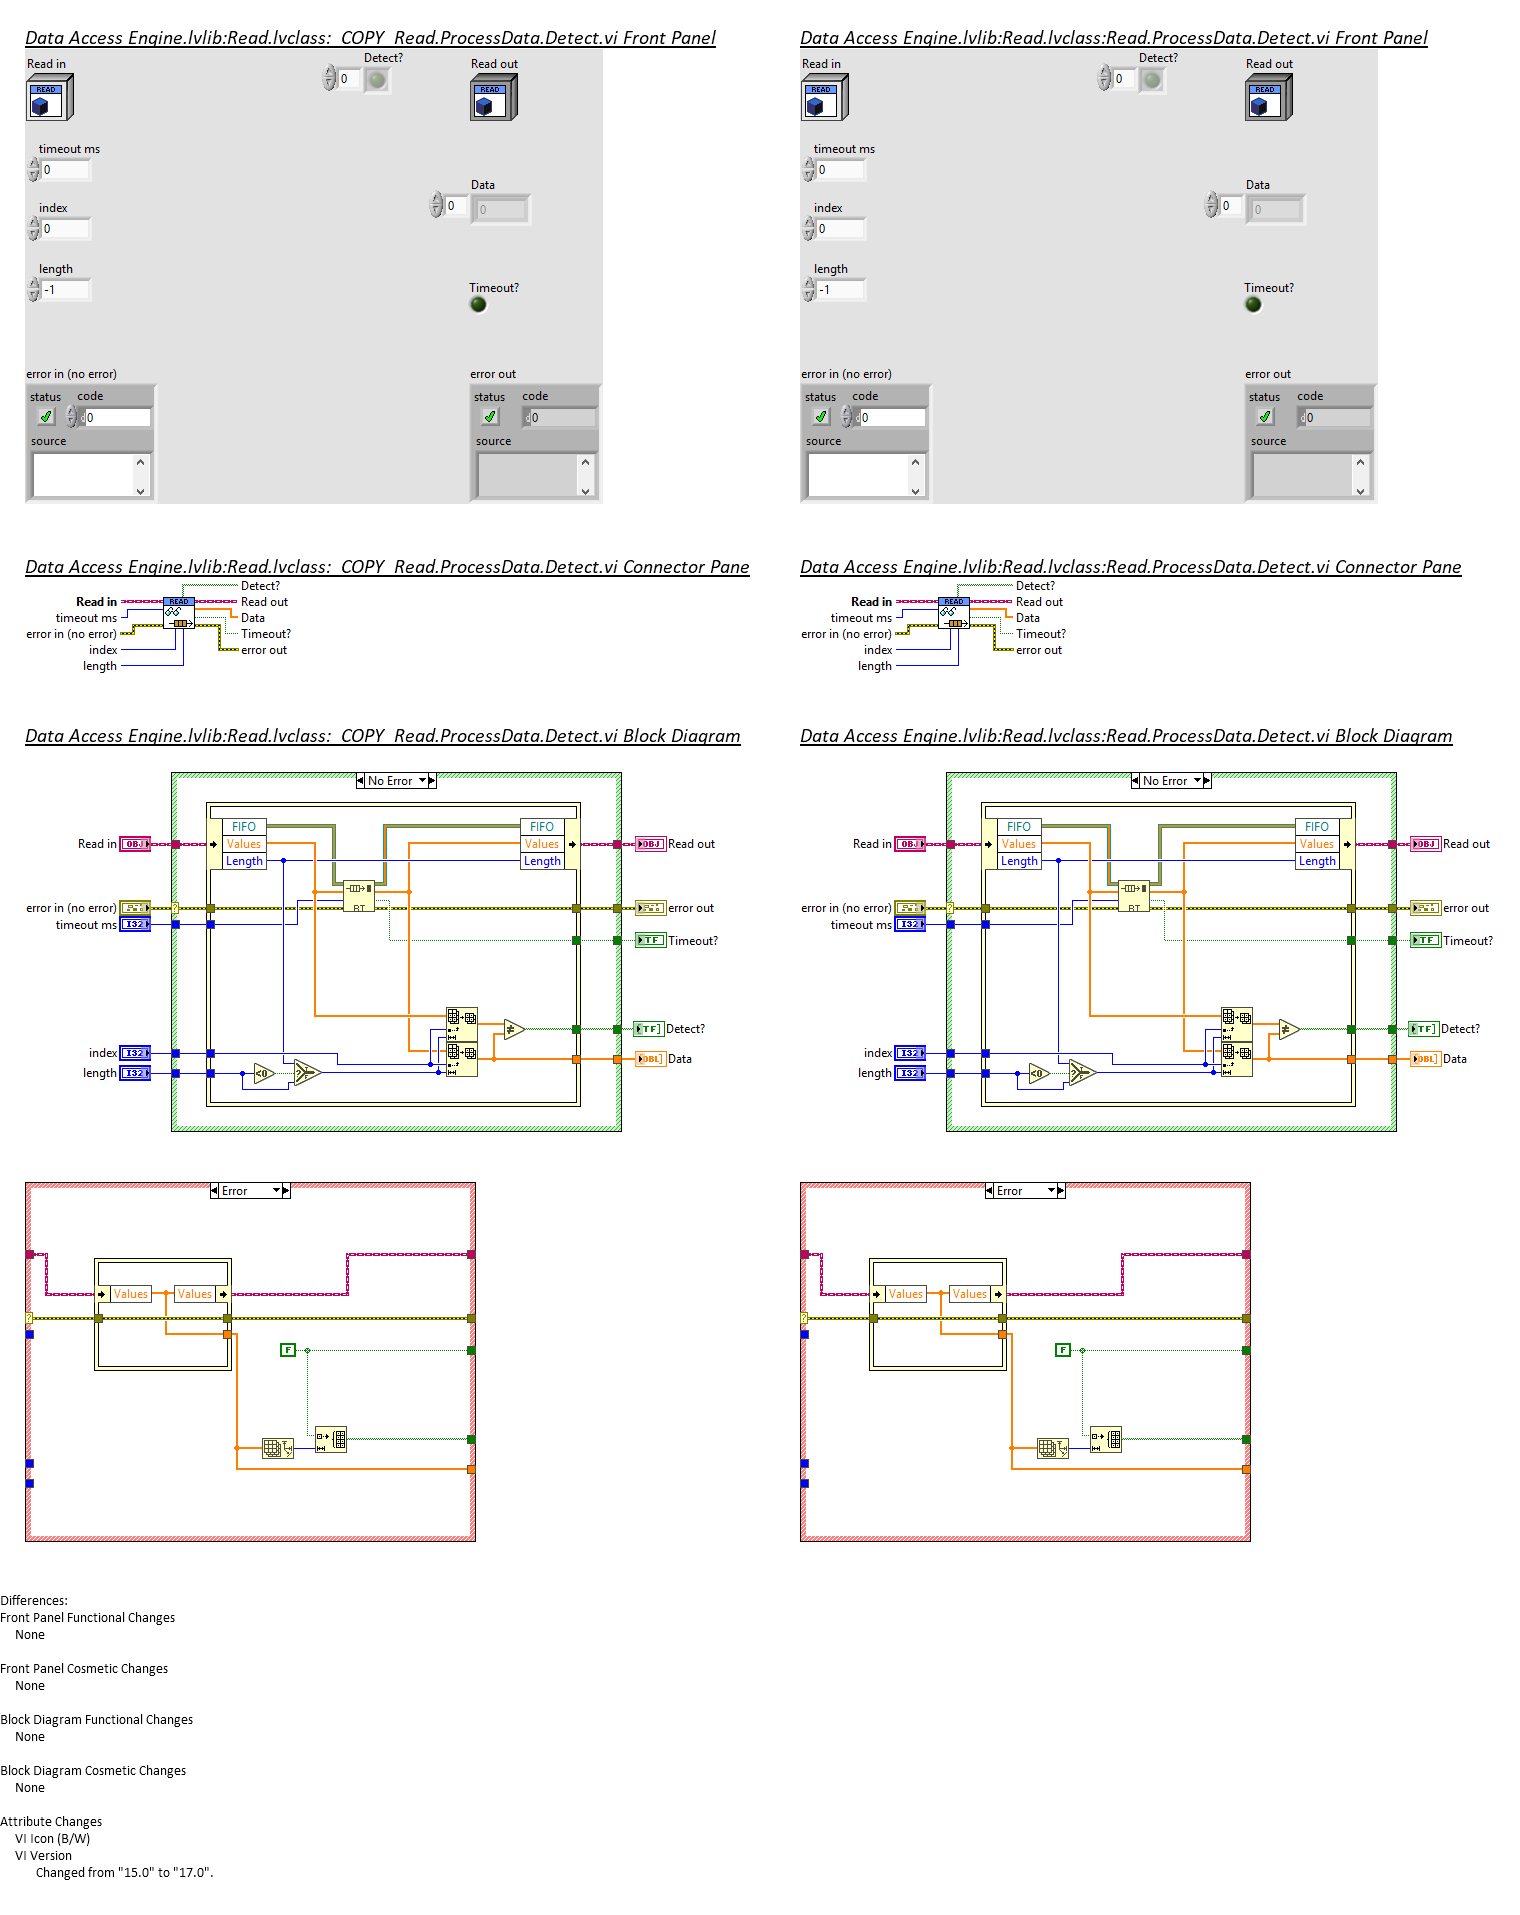 Data Access Engine.lvlib:Read.lvclass:  COPY  Read.ProcessData.Detect.vi Front Panel
Read in
READ
Detect?
0
Read out
READ
timeout ms
0
index
0
length
-1
Data
0
0
Timeout?
error in (no error)
status code
d0
source
error out
status code
d0
source
Data Access Engine.lvlib:Read.lvclass:Read.ProcessData.Detect.vi Front Panel
Read in
READ
Detect?
0
Read out
READ
timeout ms
0
index
0
length
-1
Data
0
0
Timeout?
error in (no error)
status code
d0
source
error out
status code
d0
source
Data Access Engine.lvlib:Read.lvclass:  COPY  Read.ProcessData.Detect.vi Connector Pane
Detect?
Read in READ Read out
timeout ms Data
error in (no error) Timeout?
index error out
length
Data Access Engine.lvlib:Read.lvclass:Read.ProcessData.Detect.vi Connector Pane
Detect?
Read in READ Read out
timeout ms Data
error in (no error) Timeout?
index error out
length
Data Access Engine.lvlib:Read.lvclass:  COPY  Read.ProcessData.Detect.vi Block Diagram
No Error
FIFO FIFO
Read in OBJ Values Values OBJ Read out
Length Length
RT
error in (no error) ? error out
timeout ms I32
TF Timeout?
≠ TF] Detect?
index I32 DBL] Data
length I32 <0 ?
Error
Values Values
?
F
Data Access Engine.lvlib:Read.lvclass:Read.ProcessData.Detect.vi Block Diagram
No Error
FIFO FIFO
Read in OBJ Values Values OBJ Read out
Length Length
RT
error in (no error) ? error out
timeout ms I32
TF Timeout?
≠ TF] Detect?
index I32 DBL] Data
length I32 <0 ?
Error
Values Values
?
F
Differences:
Front Panel Functional Changes
None
Front Panel Cosmetic Changes
None
Block Diagram Functional Changes
None
Block Diagram Cosmetic Changes
None
Attribute Changes
VI Icon (B/W)
VI Version
Changed from "15.0" to "17.0".